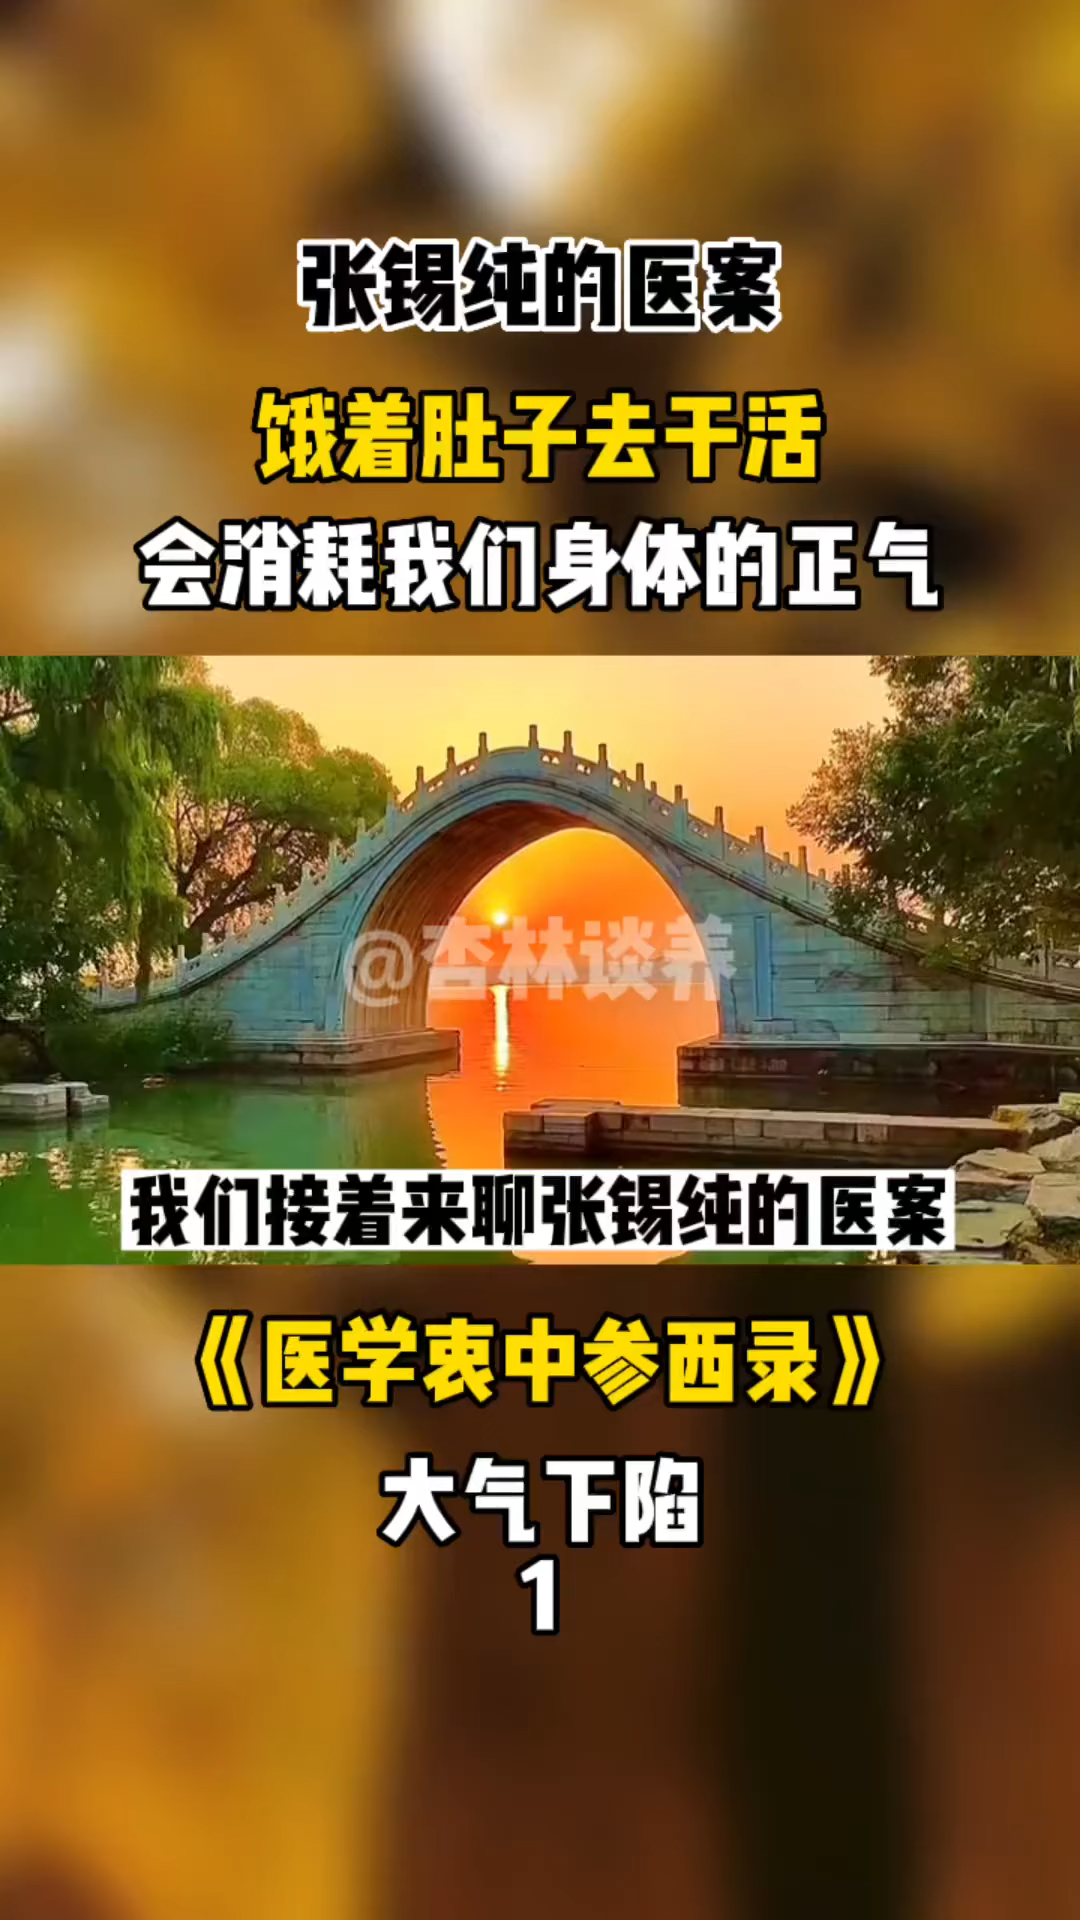 张锡纯的医案
饿着肚子去干活
会消耗我们身体的正气
@杏林谈养
我们接着来聊张锡纯的医案
《医学衷中参西录》
大气下陷
1